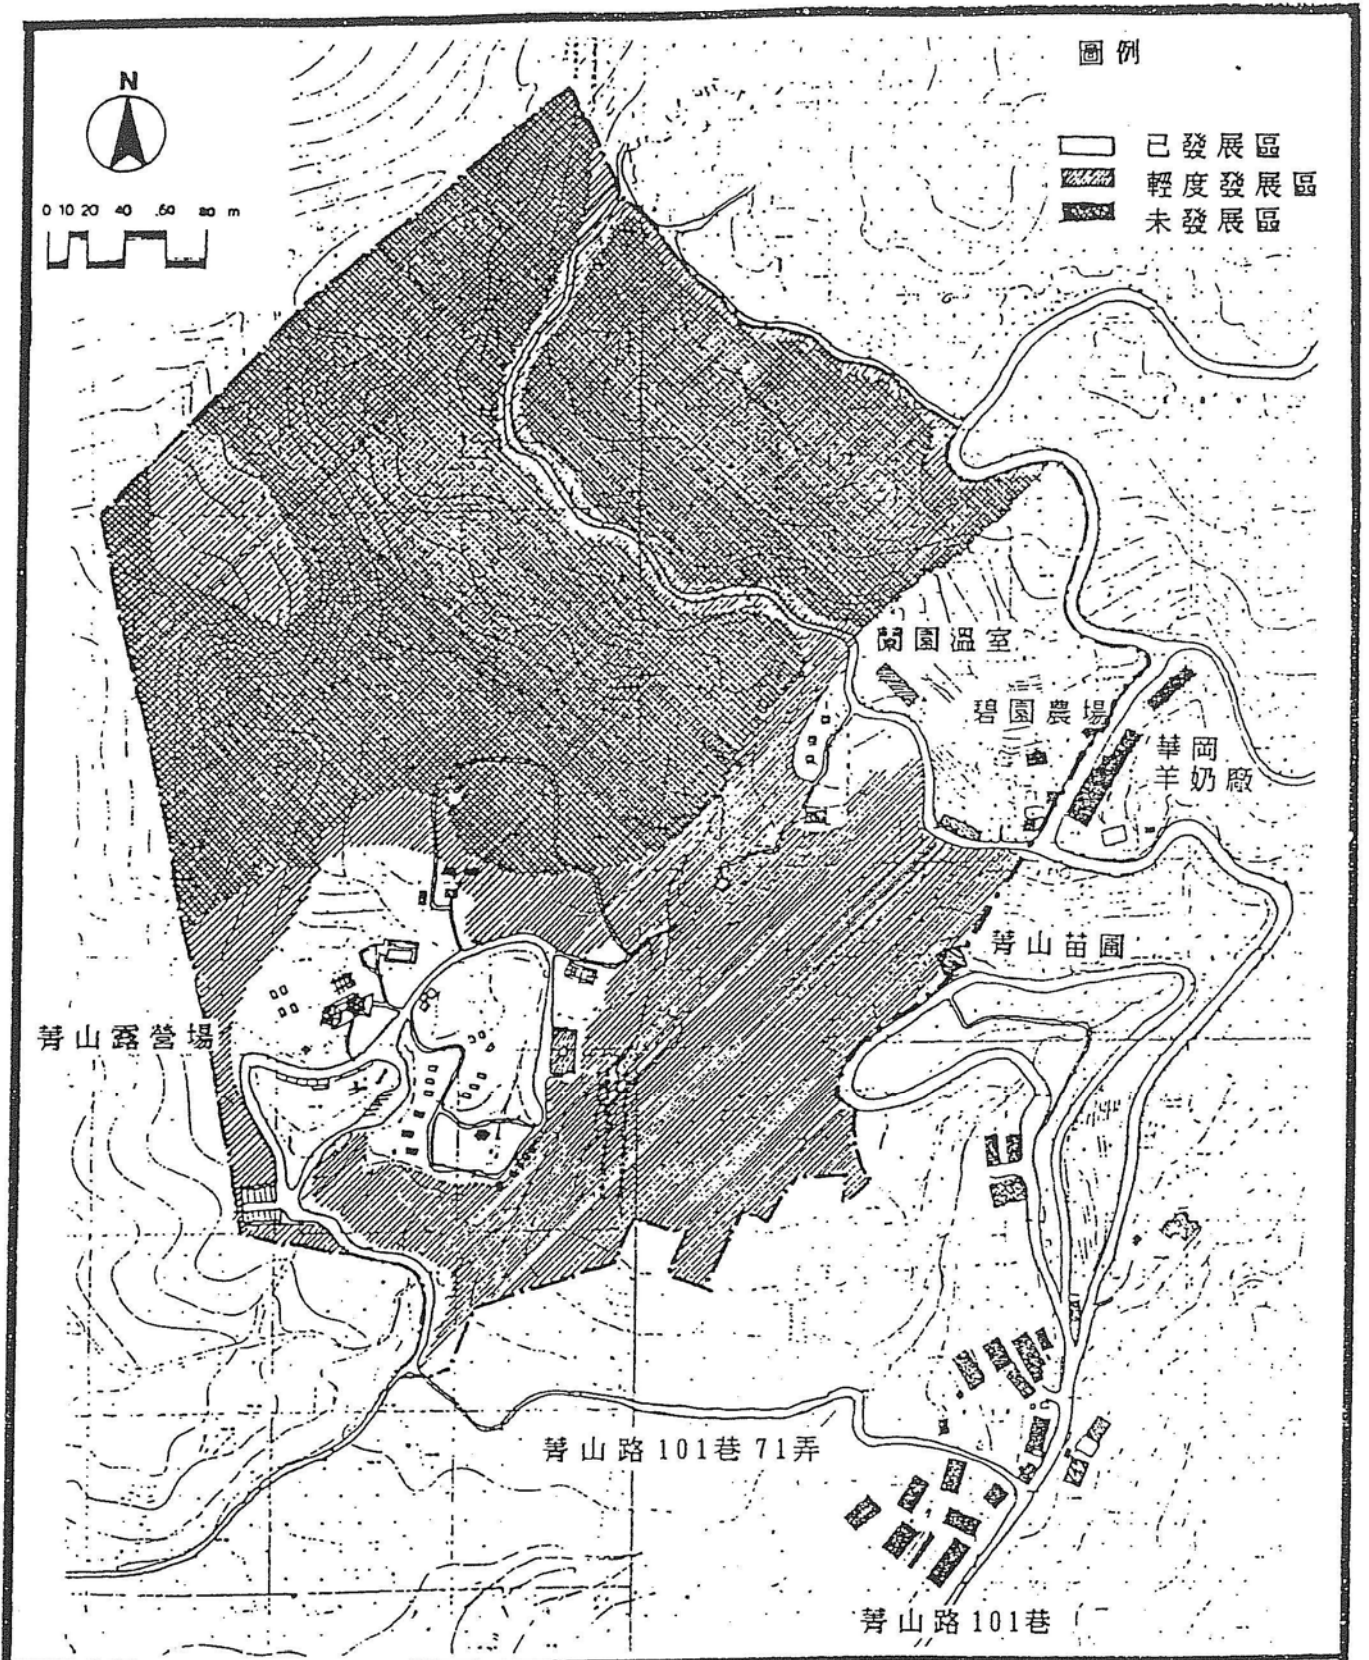 圖例
N
已發展區
輕度發展區
未發展區
0 10 20 40 60 80 m
蘭園溫室
碧園農場
華岡
羊奶廠
菁山苗圃
菁山露營場
菁山路 101巷 71弄
菁山路 101巷